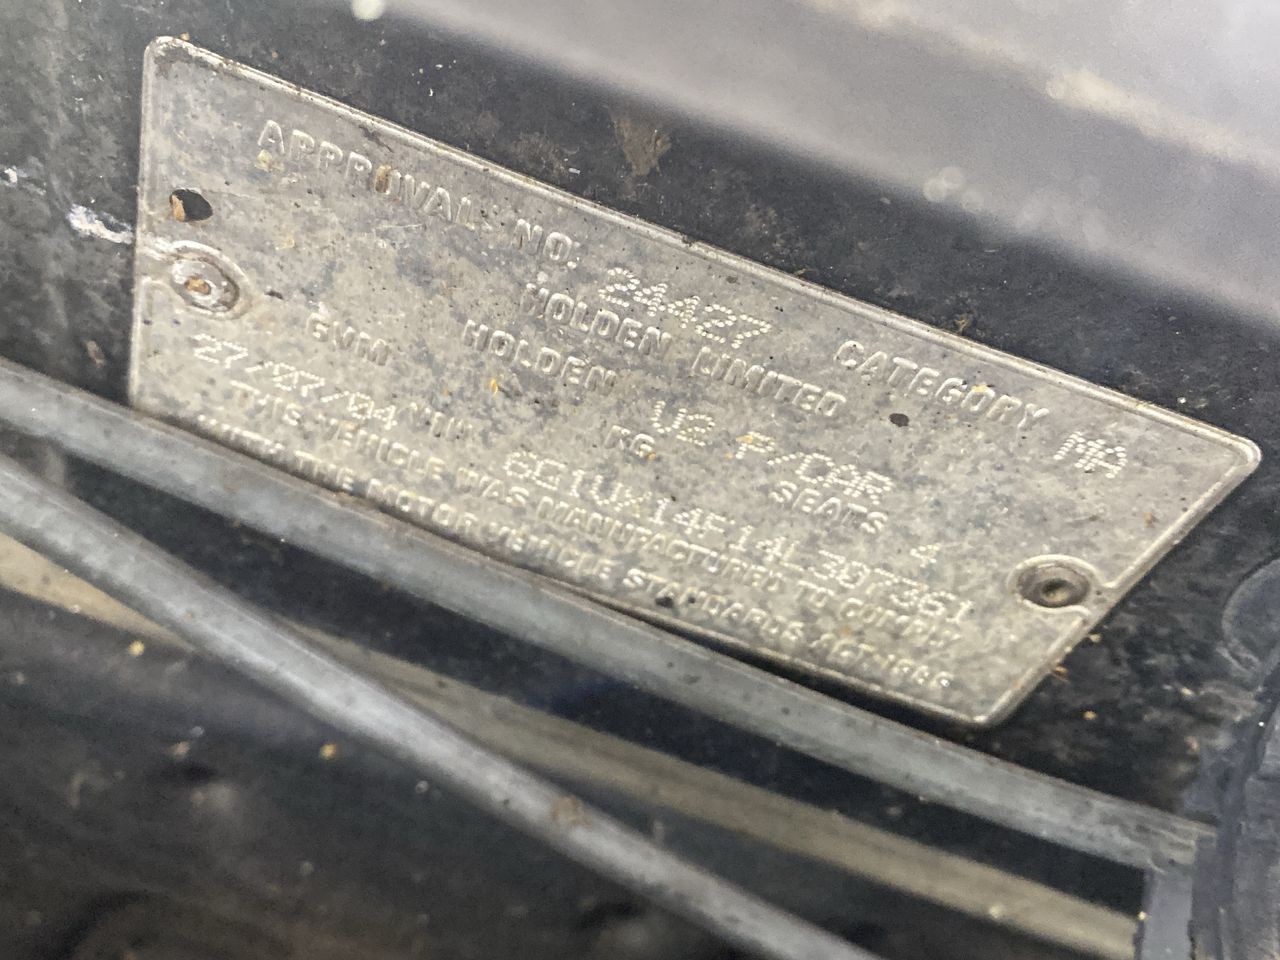 APPROVAL NO. 24427 CATEGORY MA
HOLDEN LIMITED
HOLDEN V2 P/CAR
GVM KG SEATS 4
27/07/04 VIN 6G1VX14F14L307361
THIS VEHICLE WAS MANUFACTURED TO COMPLY
WITH THE MOTOR VEHICLE STANDARDS ACT 1989